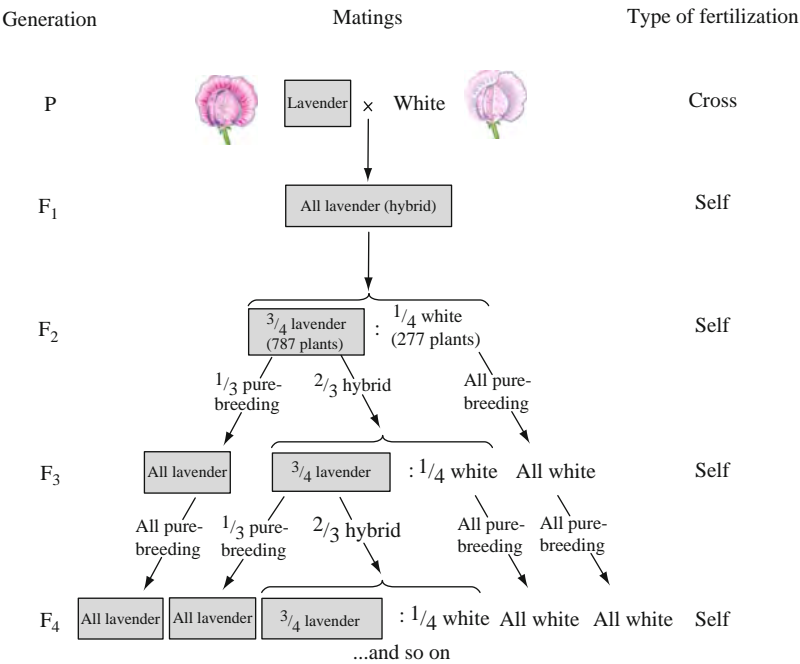 Generation Matings Type of fertilization
P Lavender × White Cross
F1 All lavender (hybrid) Self
F2 3/4 lavender (787 plants) : 1/4 white (277 plants) Self
1/3 pure-breeding 2/3 hybrid All pure-breeding
F3 All lavender 3/4 lavender : 1/4 white All white Self
All pure-breeding 1/3 pure-breeding 2/3 hybrid All pure-breeding All pure-breeding
F4 All lavender All lavender 3/4 lavender : 1/4 white All white All white Self
...and so on